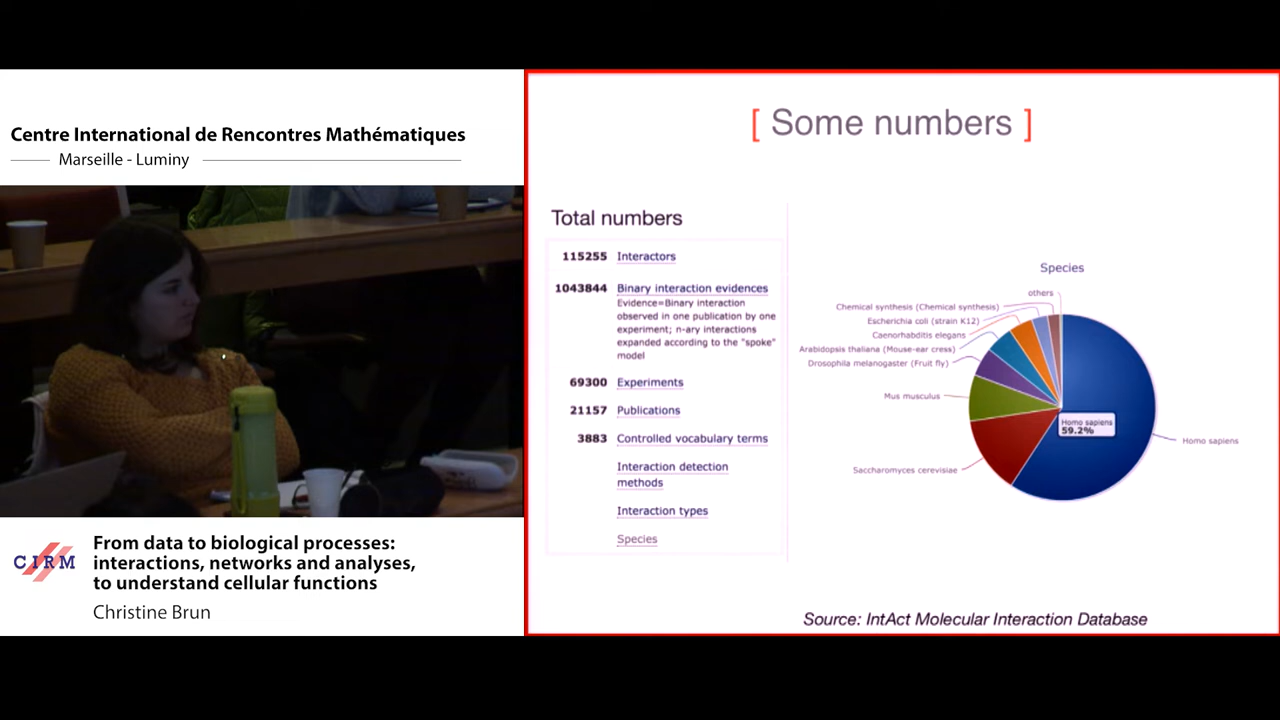 Centre International de Rencontres Mathématiques
Marseille - Luminy
CIRM
From data to biological processes:
interactions, networks and analyses,
to understand cellular functions
Christine Brun
[ Some numbers ]
Total numbers
115255 Interactors
1043844 Binary interaction evidences
Evidence=Binary interaction
observed in one publication by one
experiment; n-ary interactions
expanded according to the "spoke"
model
69300 Experiments
21157 Publications
3883 Controlled vocabulary terms
Interaction detection
methods
Interaction types
Species
Species
others
Chemical synthesis (Chemical synthesis)
Escherichia coli (strain K12)
Caenorhabditis elegans
Arabidopsis thaliana (Mouse-ear cress)
Drosophila melanogaster (Fruit fly)
Mus musculus
Homo sapiens
59.2%
Homo sapiens
Saccharomyces cerevisiae
Source: IntAct Molecular Interaction Database